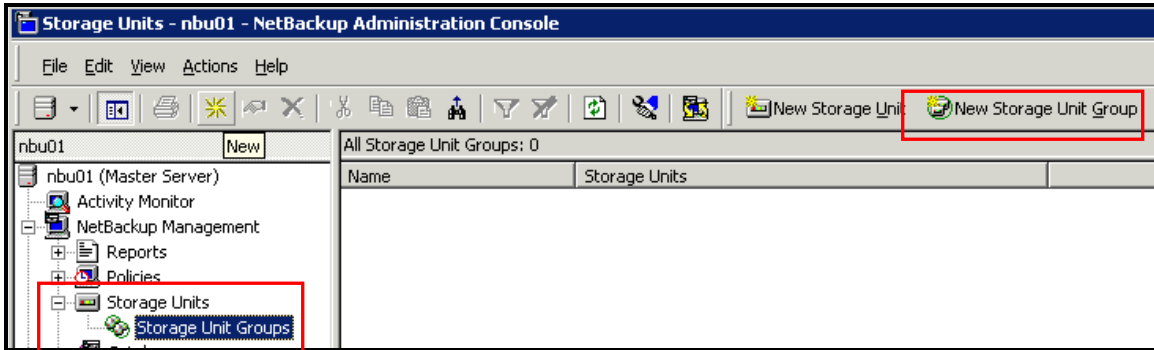 Storage Units - nbu01 - NetBackup Administration Console
File Edit View Actions Help
New Storage Unit New Storage Unit Group
nbu01 New All Storage Unit Groups: 0
nbu01 (Master Server) Name Storage Units
Activity Monitor
NetBackup Management
Reports
Policies
Storage Units
Storage Unit Groups